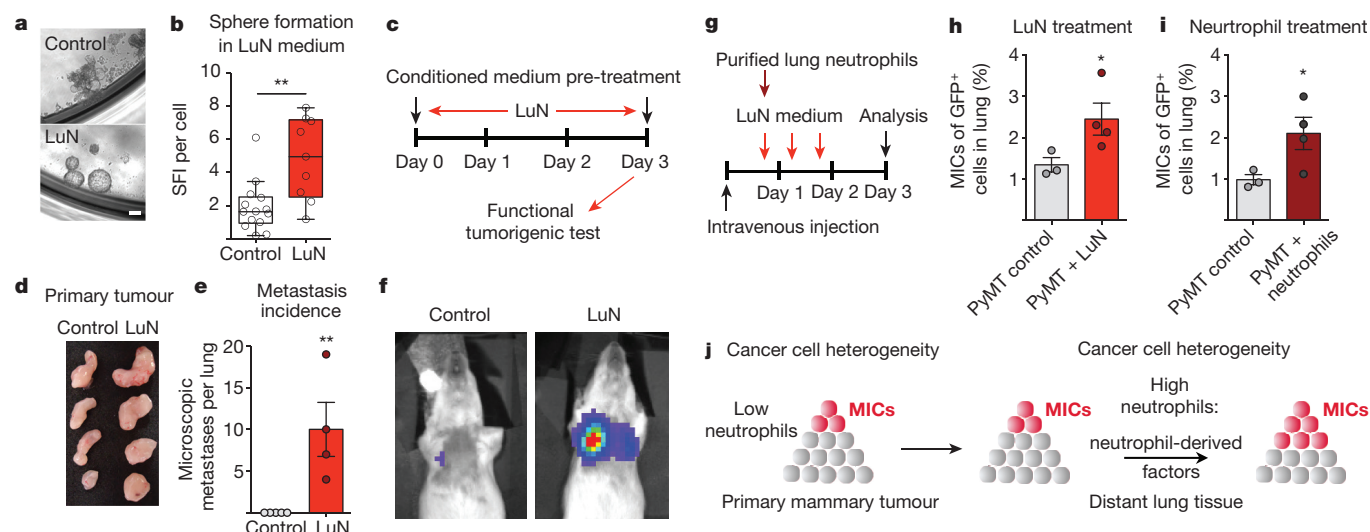 a
Control
LuN
b Sphere formation
in LuN medium
**
SFI per cell
10
8
6
4
2
Control LuN
c
Conditioned medium pre-treatment
LuN
Day 0 Day 1 Day 2 Day 3
Functional
tumorigenic test
d Primary tumour
Control LuN
e Metastasis
incidence
**
Microscopic
metastases per lung
20
15
10
5
Control LuN
f
Control LuN
g
Purified lung neutrophils
LuN medium
Analysis
Day 1 Day 2 Day 3
Intravenous injection
h LuN treatment
*
MICs of GFP+
cells in lung (%)
4
3
2
1
PyMT control
PyMT + LuN
i Neurtrophil treatment
*
MICs of GFP+
cells in lung (%)
4
3
2
1
PyMT control
PyMT +
neutrophils
j Cancer cell heterogeneity
Low
neutrophils
MICs
Primary mammary tumour
Cancer cell heterogeneity
MICs
High
neutrophils:
neutrophil-derived
factors
MICs
Distant lung tissue